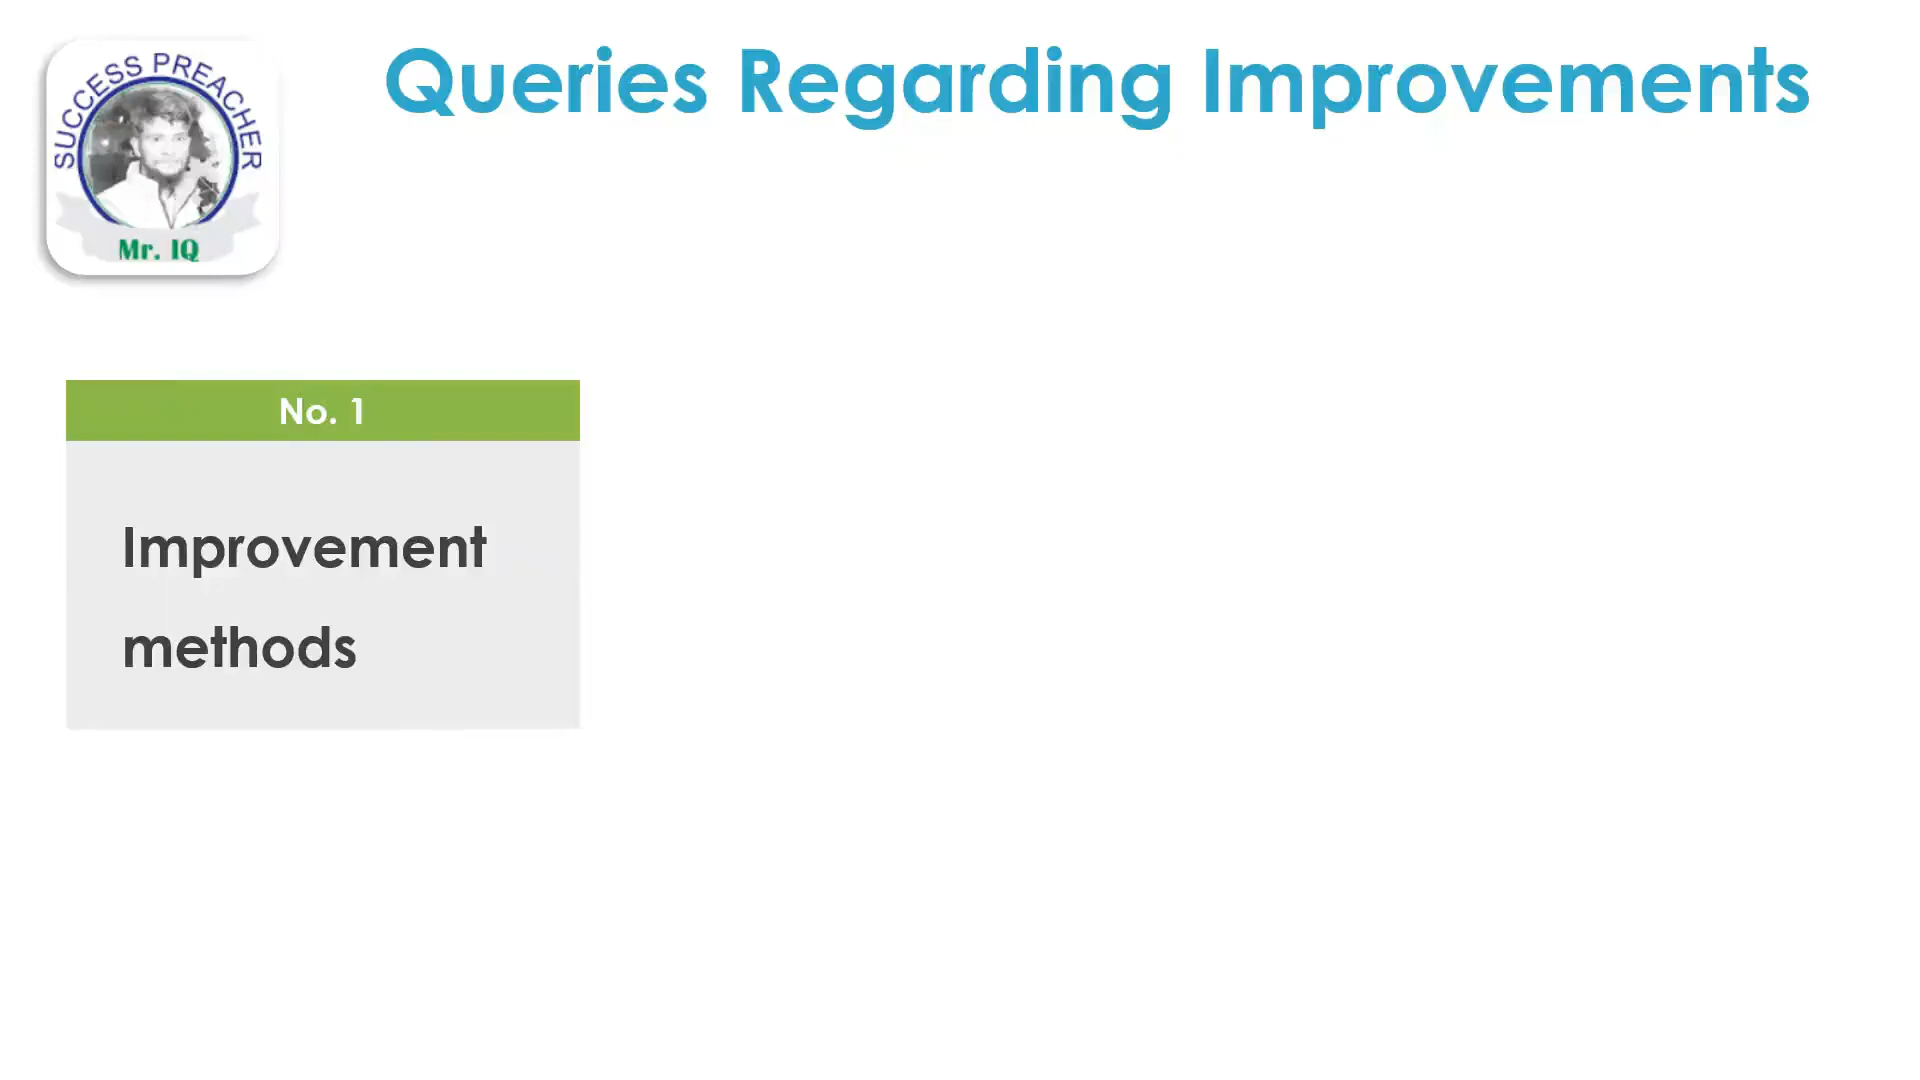 SUCCESS PREACHER
Mr. IQ
Queries Regarding Improvements
No. 1
Improvement
methods